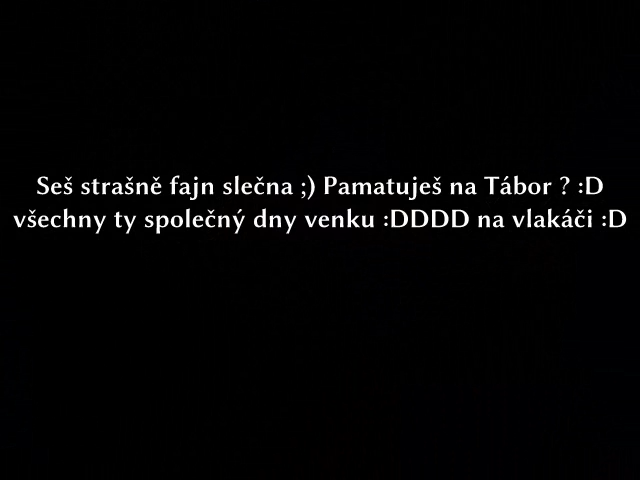 Seš strašně fajn slečna ;) Pamatuješ na Tábor ? :D
všechny ty společný dny venku :DDDD na vlakáči :D